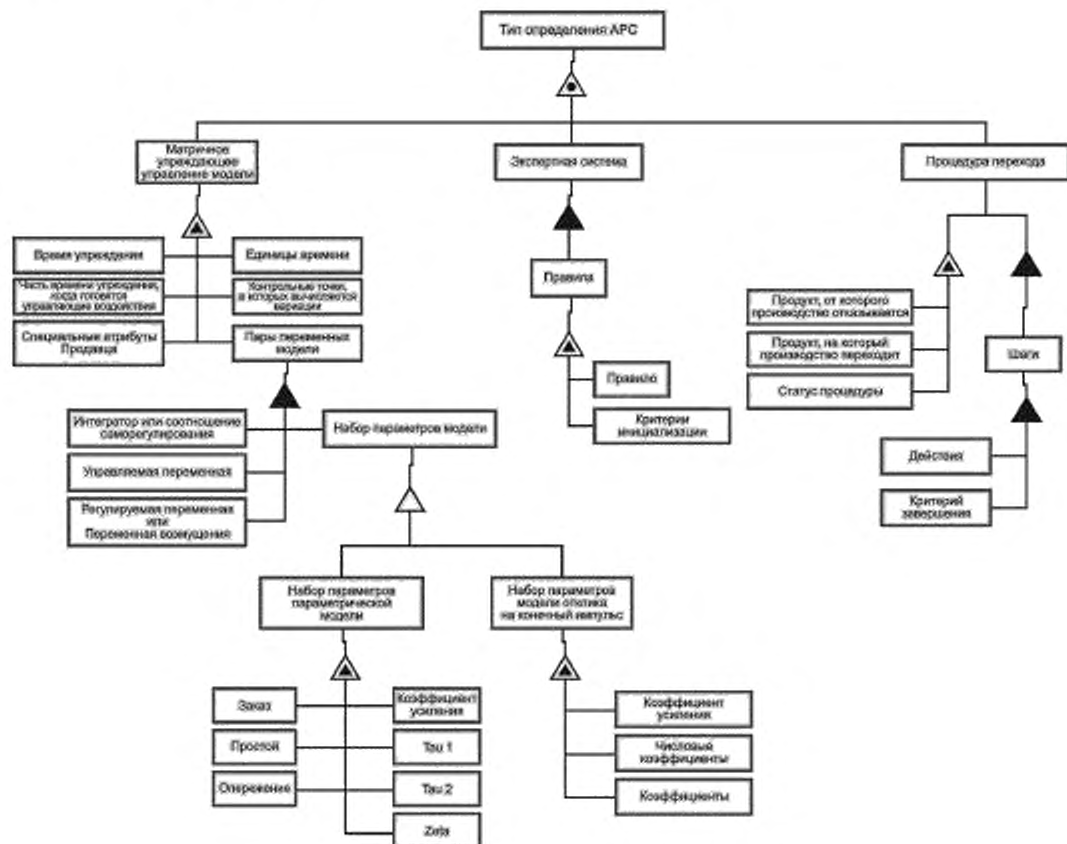 Тип определения АРС
Матричное
упреждающее
управление модели
Экспертная система
Процедура перехода
Время упреждения
Единицы времени
Часть времени упреждения,
когда готовятся
управляющие воздействия
Контрольные точки,
в которых вычисляются
вариации
Специальные атрибуты
Продавца
Пары переменных
модели
Правила
Правило
Критерии
инициализации
Продукт, от которого
производство отказывается
Продукт, на который
производство переходит
Статус процедуры
Шаги
Действия
Критерий
завершения
Интегратор или соотношение
саморегулирования
Набор параметров модели
Управляемая переменная
Регулируемая переменная
или
Переменная возмущения
Набор параметров
параметрической
модели
Набор параметров
модели отклика
на конечный импульс
Заказ
Коэффициент
усиления
Простой
Tau 1
Опережение
Tau 2
Zeta
Коэффициент
усиления
Числовые
коэффициенты
Коэффициенты